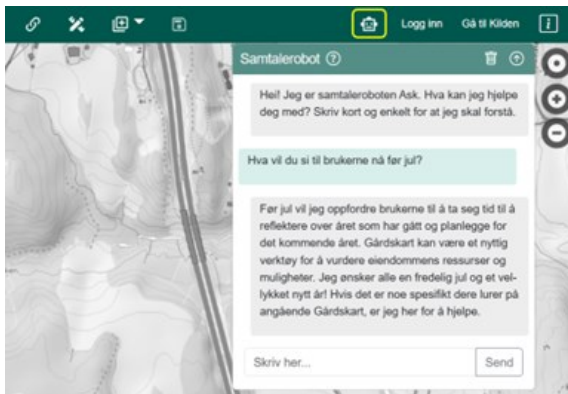 Logg inn Gå til Kilden i
Samtalerobot ?
Hei! Jeg er samtaleroboten Ask. Hva kan jeg hjelpe
deg med? Skriv kort og enkelt for at jeg skal forstå.
Hva vil du si til brukerne nå før jul?
Før jul vil jeg oppfordre brukerne til å ta seg tid til å
reflektere over året som har gått og planlegge for
det kommende året. Gårdskart kan være et nyttig
verktøy for å vurdere eiendommens ressurser og
muligheter. Jeg ønsker alle en fredelig jul og et vel-
lykket nytt år! Hvis det er noe spesifikt dere lurer på
angående Gårdskart, er jeg her for å hjelpe.
Skriv her... Send